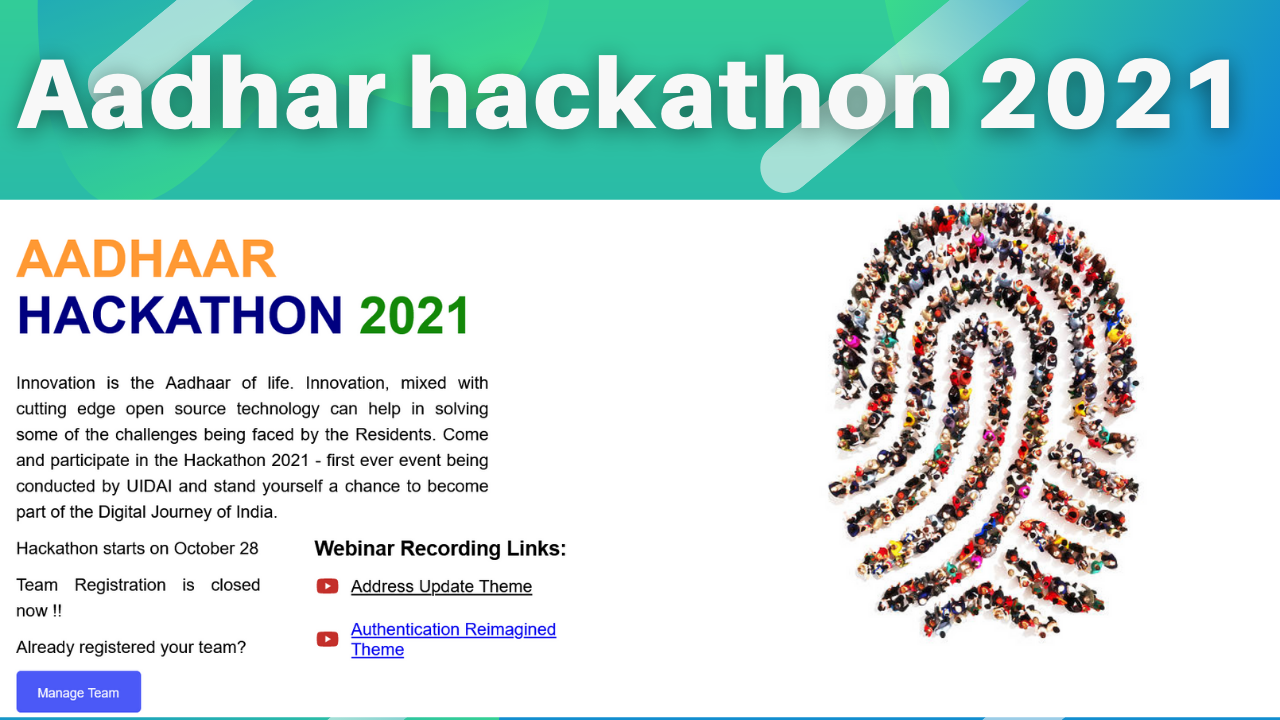 Aadhar hackathon 2021
AADHAAR
HACKATHON 2021
Innovation is the Aadhaar of life. Innovation, mixed with
cutting edge open source technology can help in solving
some of the challenges being faced by the Residents. Come
and participate in the Hackathon 2021 - first ever event being
conducted by UIDAI and stand yourself a chance to become
part of the Digital Journey of India.
Hackathon starts on October 28
Team Registration is closed
now !!
Already registered your team?
Manage Team
Webinar Recording Links:
Address Update Theme
Authentication Reimagined
Theme